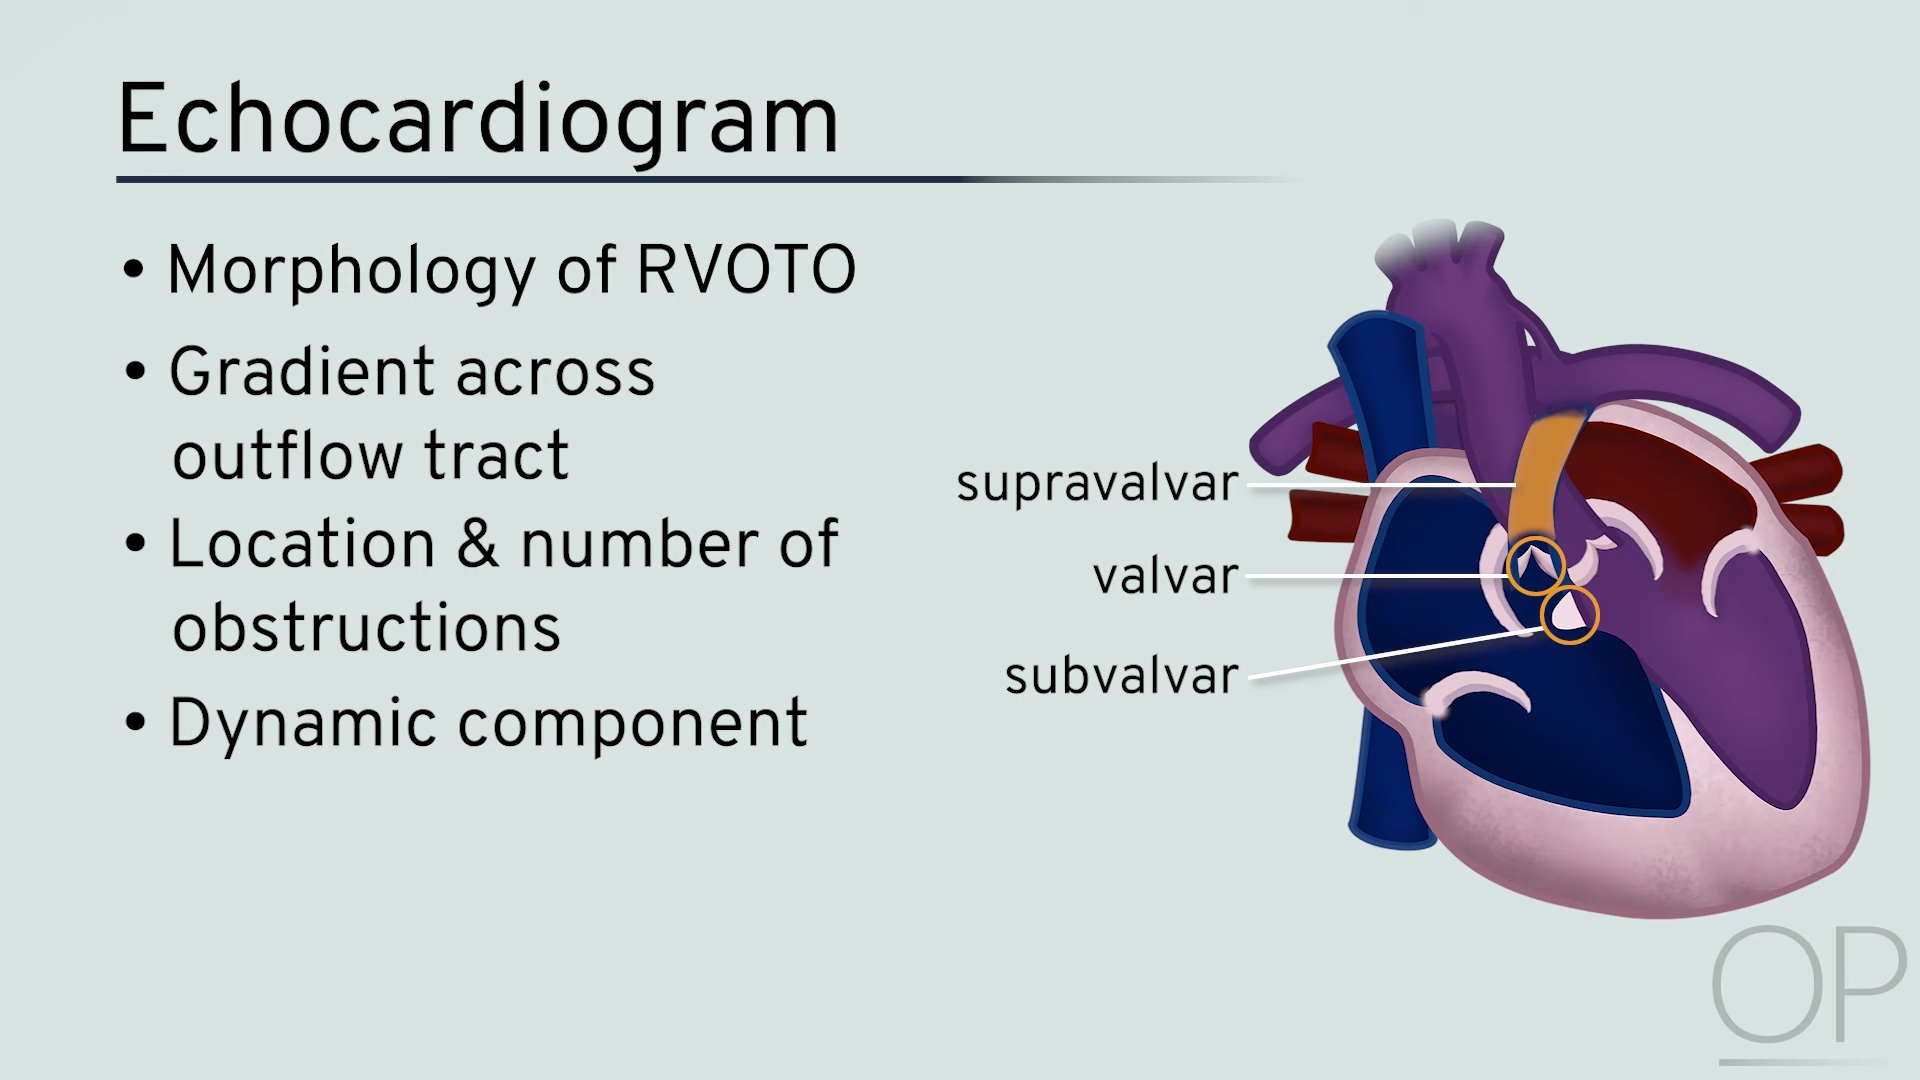 Echocardiogram
• Morphology of RVOTO
• Gradient across
outflow tract
• Location & number of
obstructions
• Dynamic component
supravalvar
valvar
subvalvar
OP